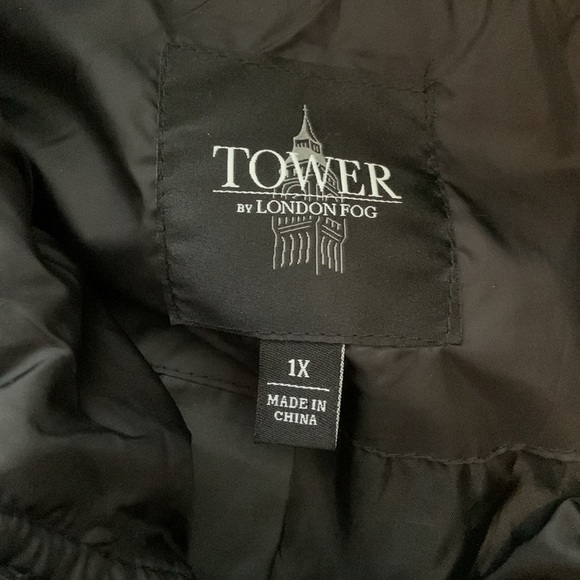 TOWER
BY LONDON FOG
1X
MADE IN
CHINA